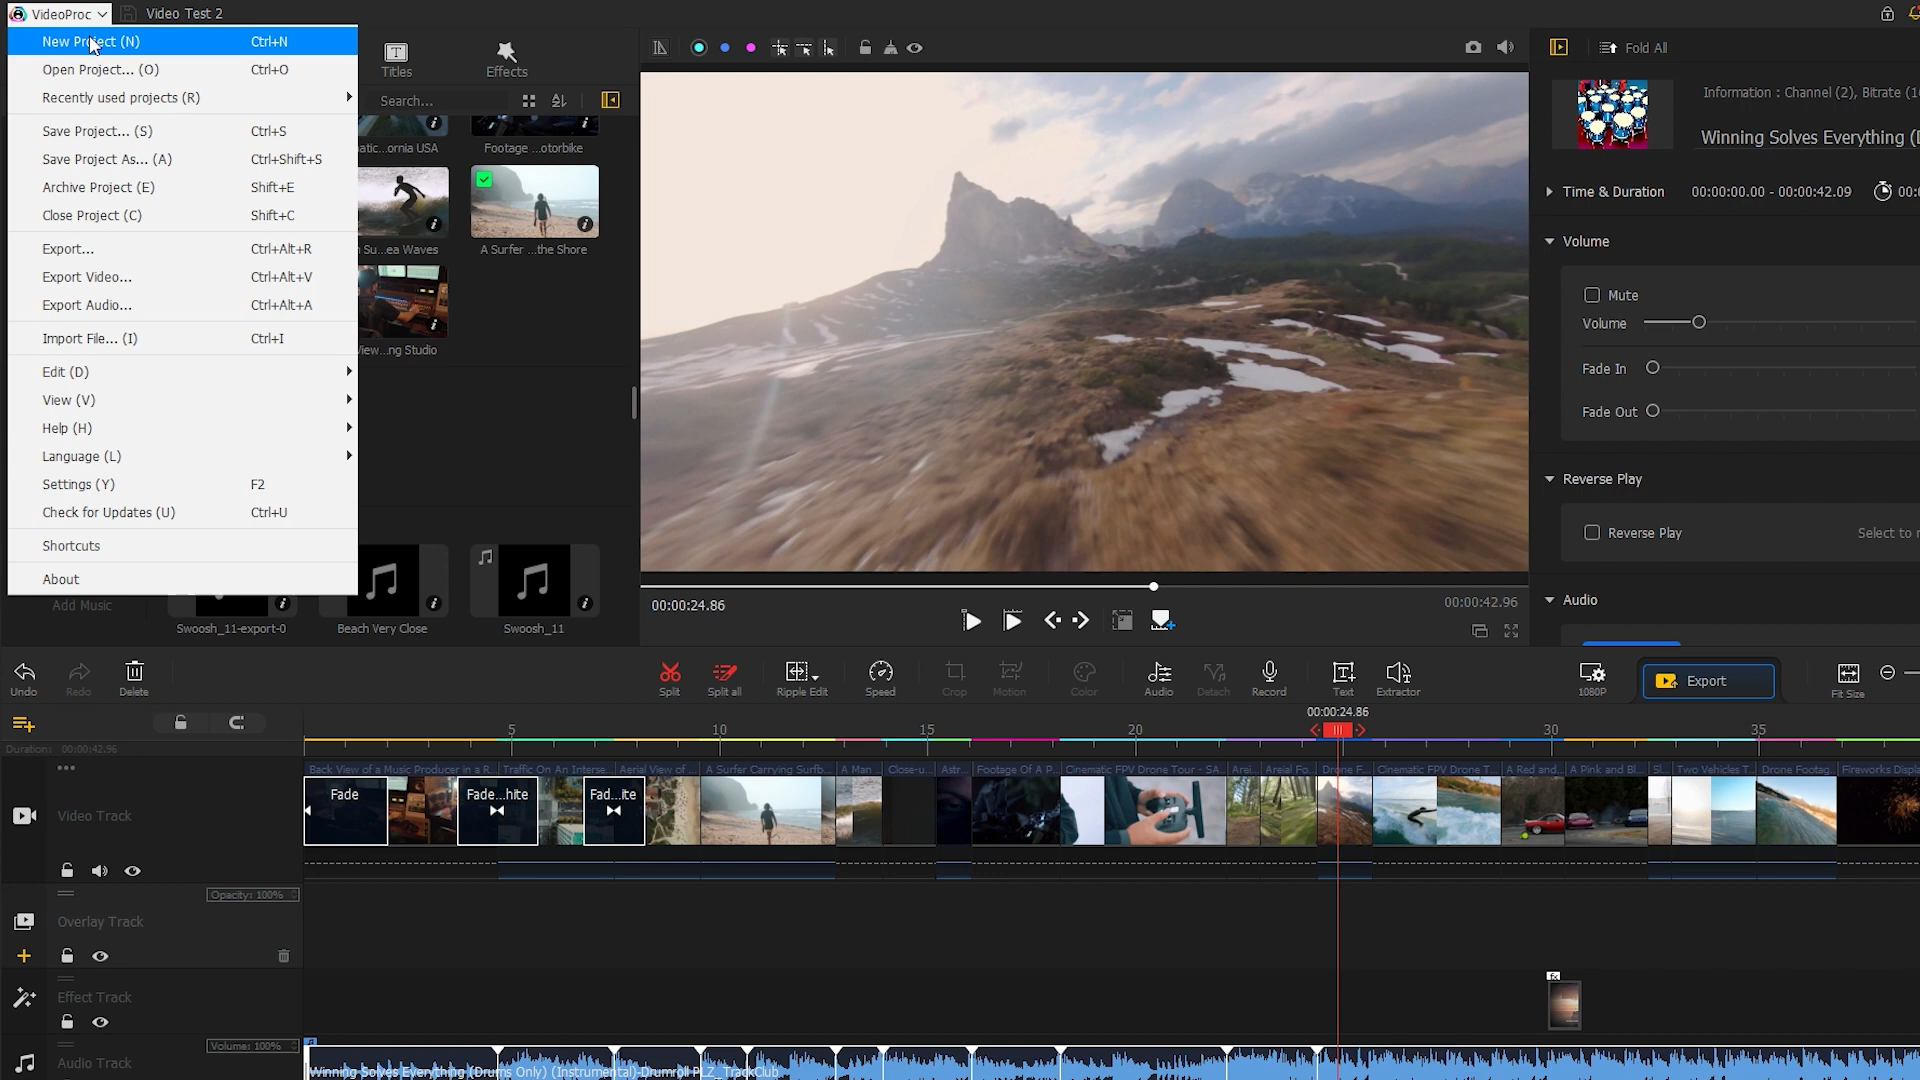 VideoProc
Video Test 2
New Project (N) Ctrl+N
Open Project... (O) Ctrl+O
Recently used projects (R)
Save Project... (S) Ctrl+S
Save Project As... (A) Ctrl+Shift+S
Archive Project (E) Shift+E
Close Project (C) Shift+C
Export... Ctrl+Alt+R
Export Video... Ctrl+Alt+V
Export Audio... Ctrl+Alt+A
Import File... (I) Ctrl+I
Edit (D)
View (V)
Help (H)
Language (L)
Settings (Y) F2
Check for Updates (U) Ctrl+U
Shortcuts
About
Add Music
Titles
Effects
Search...
atic...ornia USA
Footage ...otorbike
Su...ea Waves
A Surfer ...the Shore
iew...ng Studio
Swoosh_11-export-0
Beach Very Close
Swoosh_11
00:00:24.86
00:00:42.96
Fold All
Information : Channel (2), Bitrate (1
Winning Solves Everything (
Time & Duration 00:00:00.00 - 00:00:42.09 00:
Volume
Mute
Volume
Fade In
Fade Out
Reverse Play
Reverse Play Select to r
Audio
Undo
Redo
Delete
Split
Split all
Ripple Edit
Speed
Crop
Motion
Color
Audio
Detach
Record
Text
Extractor
1080P
Export
Fit Size
00:00:24.86
5 10 15 20 30 35
Duration: 00:00:42.96
Back View of a Music Producer in a R...
Traffic On An Interse...
Aerial View of...
A Surfer Carrying Surfb...
A Man
Close-u...
Astr...
Footage Of A P...
Cinematic FPV Drone Tour - SA...
Arei...
Areial Fo...
Drone F...
Cinematic FPV Drone T...
A Red and...
A Pink and Bl...
Sl...
Two Vehicles T...
Drone Footag...
Fireworks Displa
Fade
Fade...hite
Fad...ite
Video Track
Opacity: 100%
Overlay Track
Effect Track
fx
Volume: 100%
Audio Track
Winning Solves Everything (Drums Only) (Instrumental)-Drumroll PLZ_TrackClub